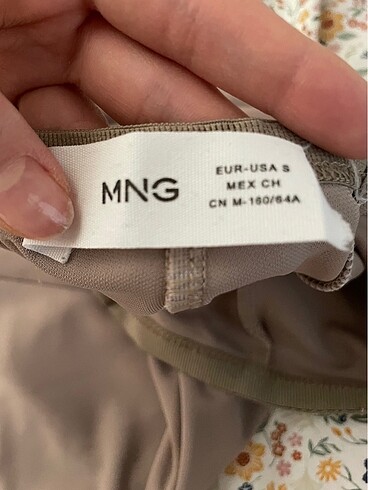 MNG
EUR-USA S
MEX CH
CN M-160/64A